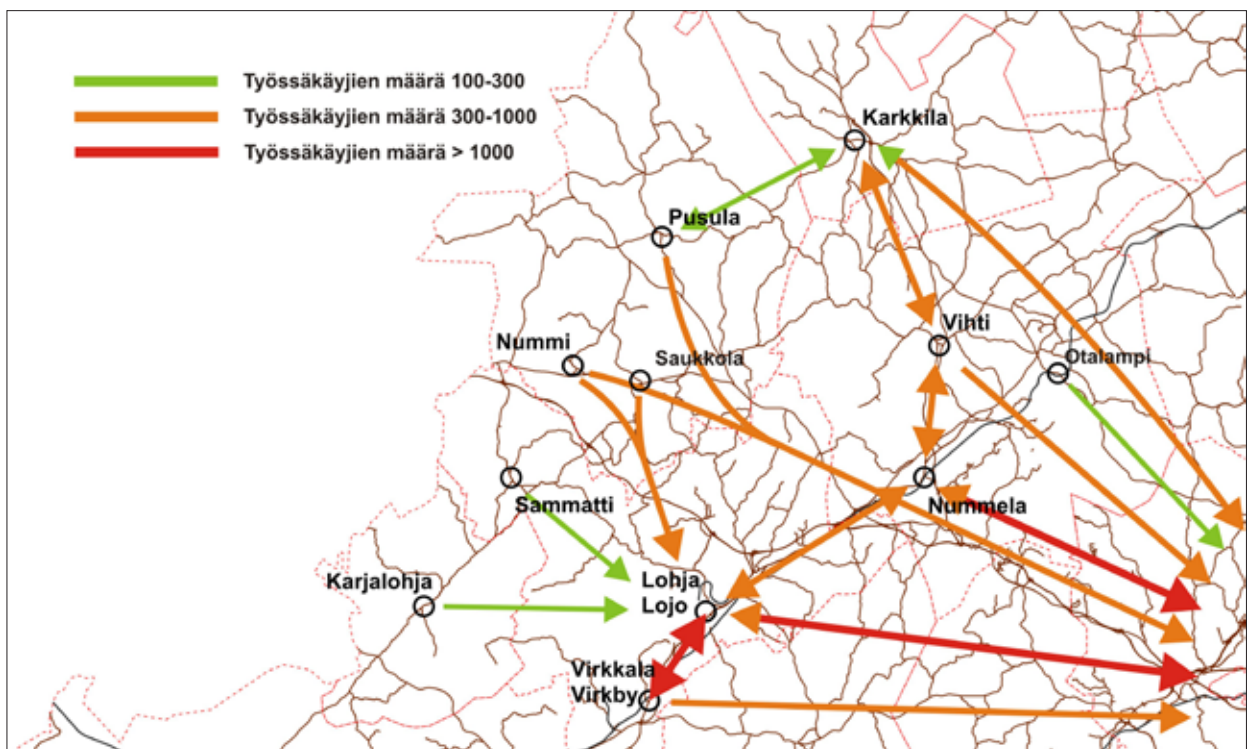 Työssäkäyjien määrä 100-300
Työssäkäyjien määrä 300-1000
Työssäkäyjien määrä > 1000
Karkkila
Pusula
Vihti
Nummi
Saukkola
Otalampi
Sammatti
Nummela
Karjalohja
Lohja
Lojo
Virkkala
Virkby